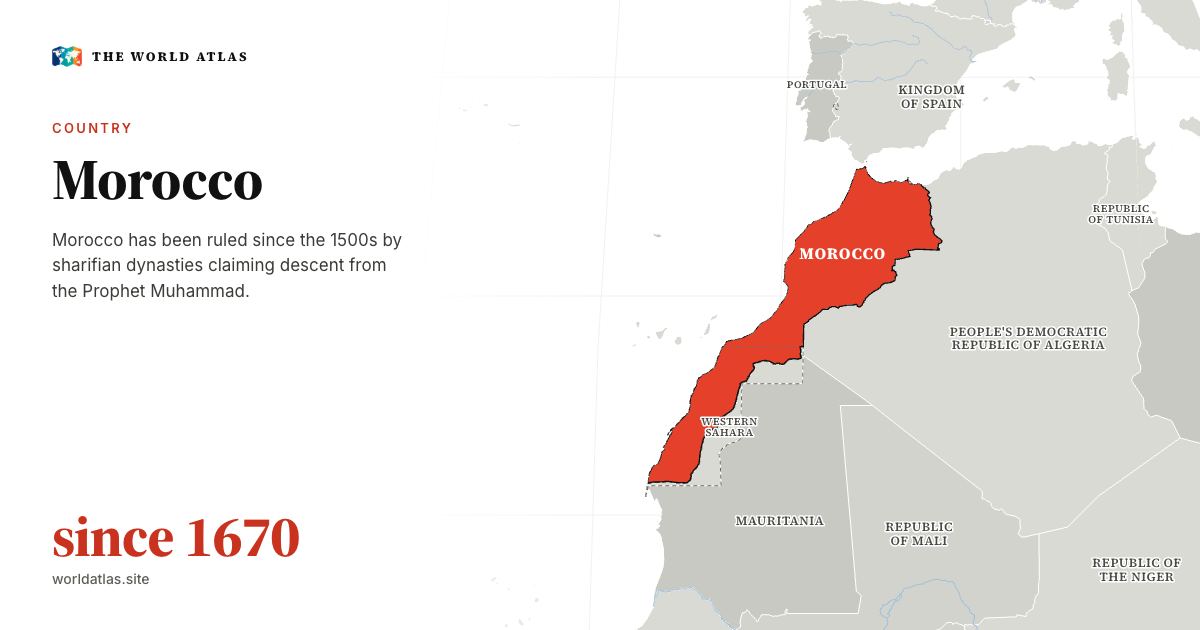 THE WORLD ATLAS
COUNTRY
Morocco
Morocco has been ruled since the 1500s by
sharifian dynasties claiming descent from
the Prophet Muhammad.
since 1670
worldatlas.site
PORTUGAL
KINGDOM
OF SPAIN
REPUBLIC
OF TUNISIA
MOROCCO
PEOPLE'S DEMOCRATIC
REPUBLIC OF ALGERIA
WESTERN
SAHARA
MAURITANIA
REPUBLIC
OF MALI
REPUBLIC OF
THE NIGER